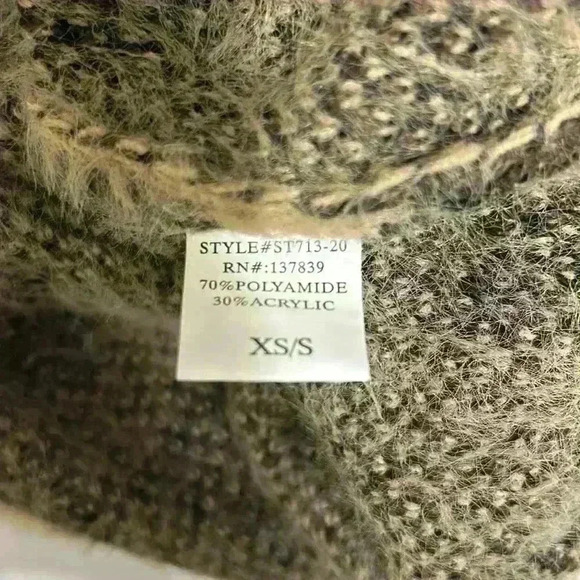 STYLE#ST713-20
RN#:137839
70%POLYAMIDE
30%ACRYLIC
XS/S